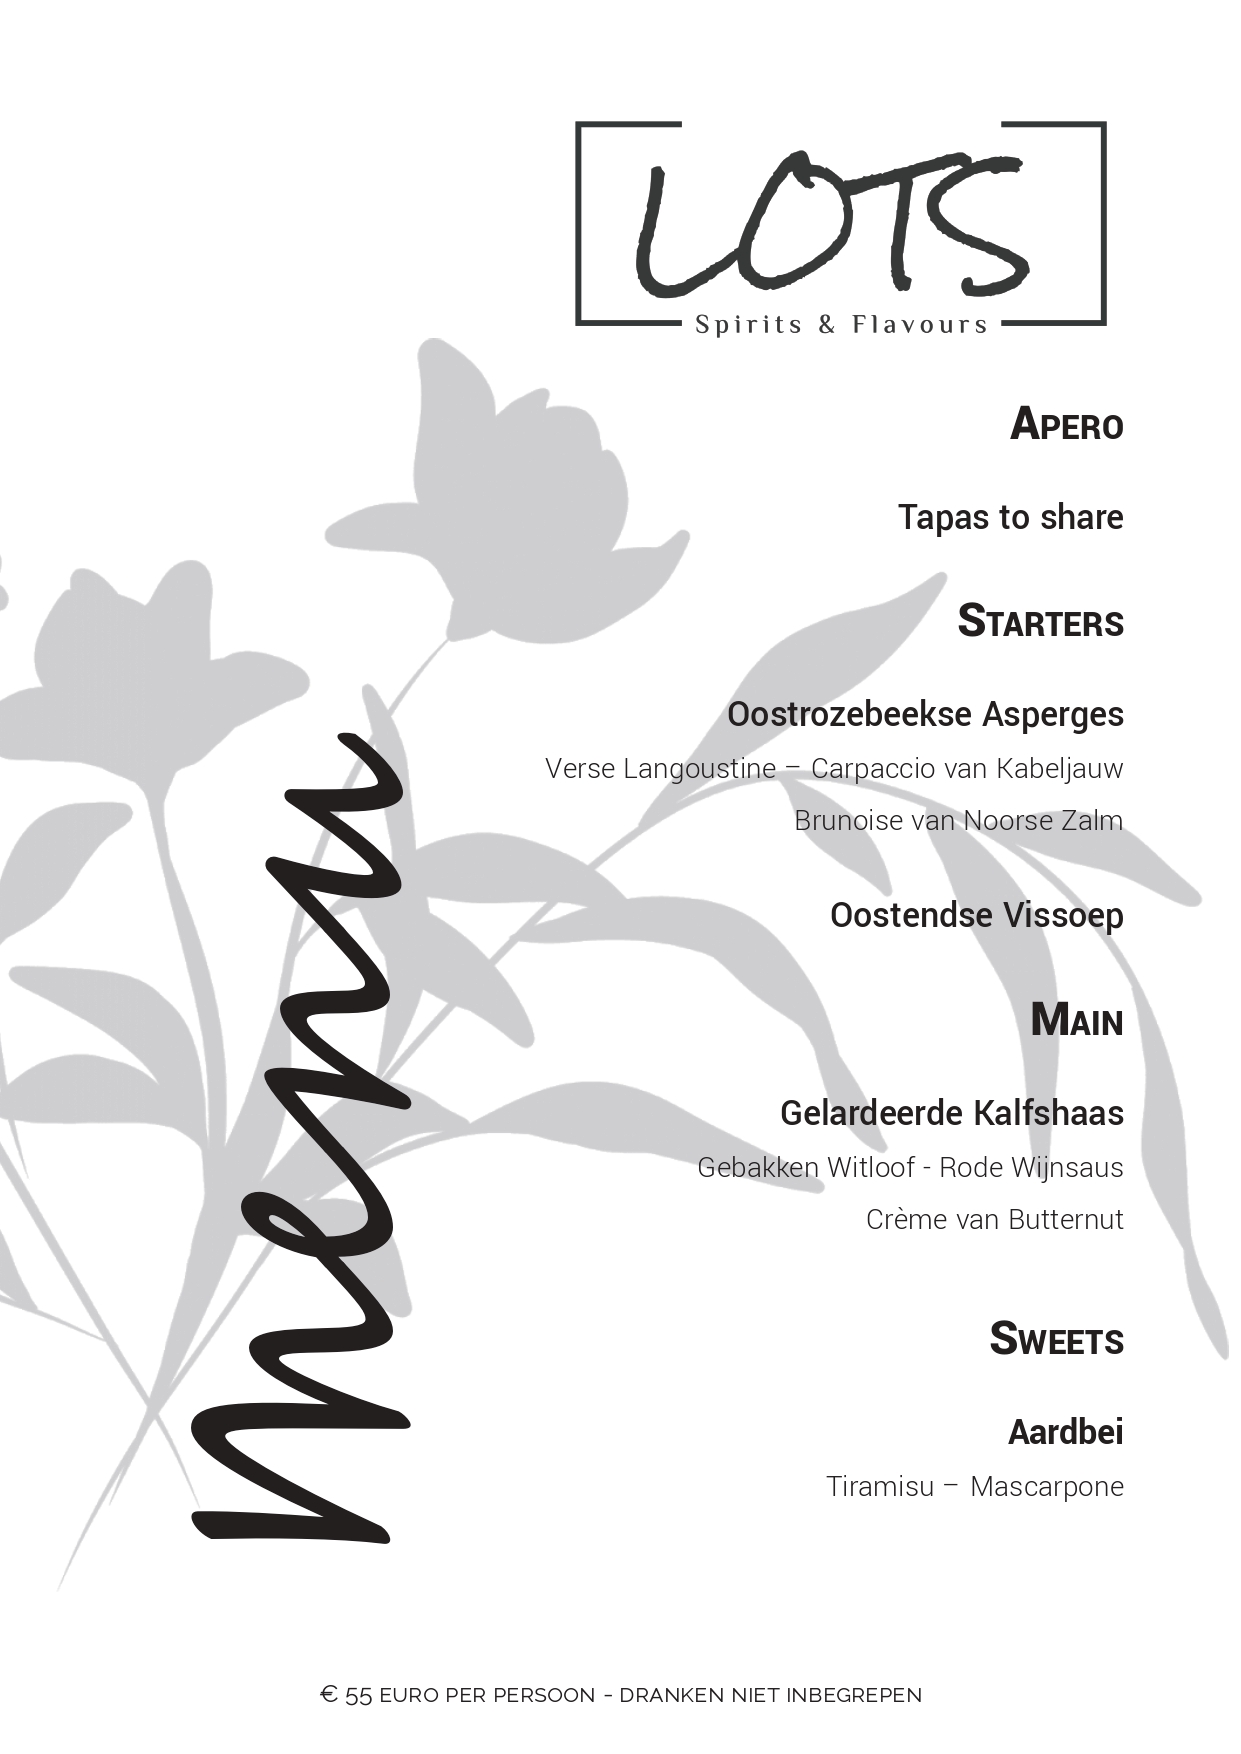 LOTS
Spirits & Flavours
Apero
Tapas to share
Starters
Oostrozebeekse Asperges
Verse Langoustine – Carpaccio van Kabeljauw
Brunoise van Noorse Zalm
Oostendse Vissoep
Main
Gelardeerde Kalfshaas
Gebakken Witloof - Rode Wijnsaus
Crème van Butternut
Sweets
Aardbei
Tiramisu – Mascarpone
menu
€ 55 EURO PER PERSOON - DRANKEN NIET INBEGREPEN